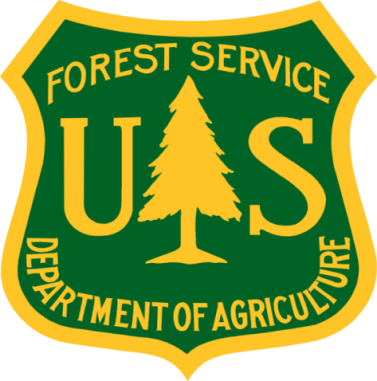 FOREST SERVICE
U S
DEPARTMENT OF AGRICULTURE